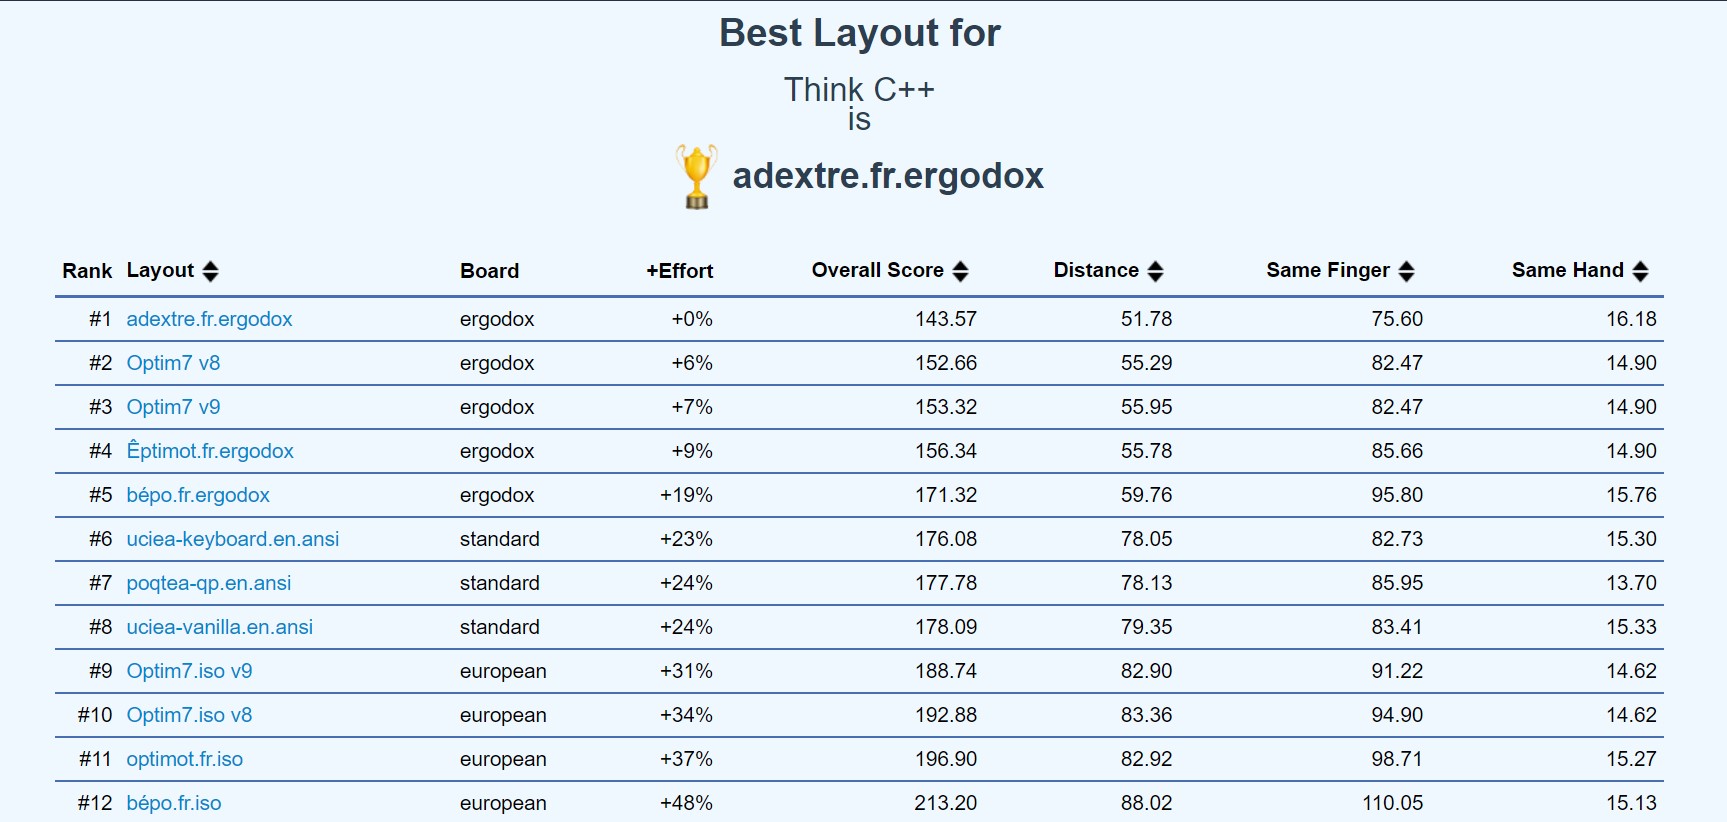 Best Layout for
Think C++
is
adextre.fr.ergodox
Rank Layout Board +Effort Overall Score Distance Same Finger Same Hand
#1 adextre.fr.ergodox ergodox +0% 143.57 51.78 75.60 16.18
#2 Optim7 v8 ergodox +6% 152.66 55.29 82.47 14.90
#3 Optim7 v9 ergodox +7% 153.32 55.95 82.47 14.90
#4 Êptimot.fr.ergodox ergodox +9% 156.34 55.78 85.66 14.90
#5 bépo.fr.ergodox ergodox +19% 171.32 59.76 95.80 15.76
#6 uciea-keyboard.en.ansi standard +23% 176.08 78.05 82.73 15.30
#7 poqtea-qp.en.ansi standard +24% 177.78 78.13 85.95 13.70
#8 uciea-vanilla.en.ansi standard +24% 178.09 79.35 83.41 15.33
#9 Optim7.iso v9 european +31% 188.74 82.90 91.22 14.62
#10 Optim7.iso v8 european +34% 192.88 83.36 94.90 14.62
#11 optimot.fr.iso european +37% 196.90 82.92 98.71 15.27
#12 bépo.fr.iso european +48% 213.20 88.02 110.05 15.13